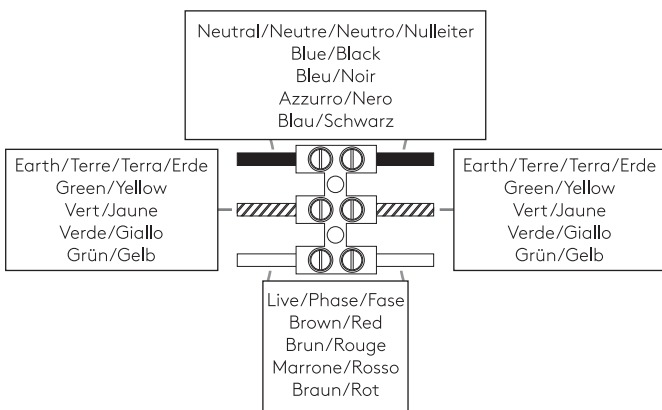 Neutral/Neutre/Neutro/Nulleiter
Blue/Black
Bleu/Noir
Azzurro/Nero
Blau/Schwarz
Earth/Terre/Terra/Erde
Green/Yellow
Vert/Jaune
Verde/Giallo
Grün/Gelb
Earth/Terre/Terra/Erde
Green/Yellow
Vert/Jaune
Verde/Giallo
Grün/Gelb
Live/Phase/Fase
Brown/Red
Brun/Rouge
Marrone/Rosso
Braun/Rot